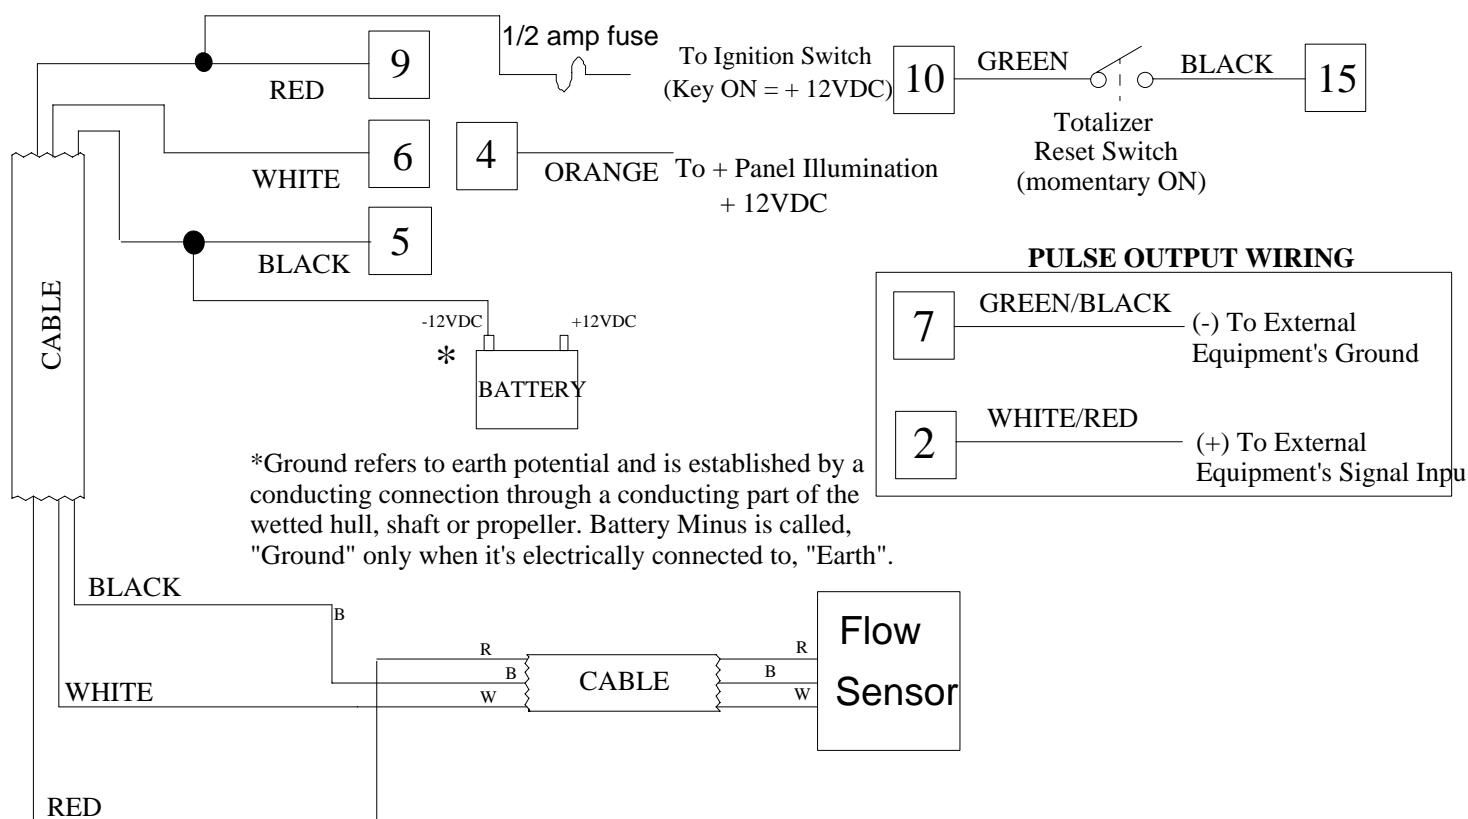 1/2 amp fuse
9
RED
To Ignition Switch
(Key ON = + 12VDC)
10
GREEN
BLACK
15
Totalizer
Reset Switch
(momentary ON)
6
WHITE
4
ORANGE
To + Panel Illumination
+ 12VDC
5
BLACK
CABLE
-12VDC
+12VDC
*
BATTERY
PULSE OUTPUT WIRING
7
GREEN/BLACK
(-) To External
Equipment's Ground
2
WHITE/RED
(+) To External
Equipment's Signal Inpu
*Ground refers to earth potential and is established by a
conducting connection through a conducting part of the
wetted hull, shaft or propeller. Battery Minus is called,
"Ground" only when it's electrically connected to, "Earth".
BLACK
B
WHITE
RED
R
B
W
CABLE
R
B
W
Flow
Sensor